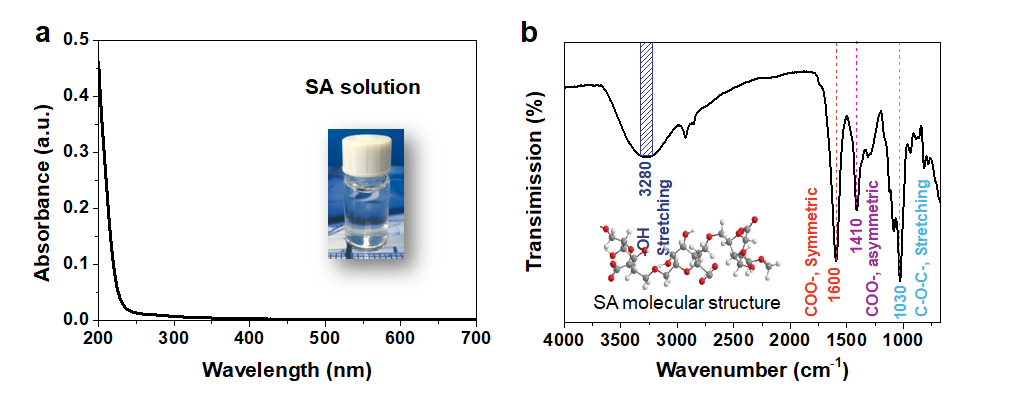 a
0.5
0.4
0.3
0.2
0.1
0.0
Absorbance (a.u.)
SA solution
200
300
400
500
600
700
Wavelength (nm)
b
Transimission (%)
3280
-OH Stretching
SA molecular structure
COO-, Symmetric
1600
1410
COO-, asymmetric
1030
C-O-C-, Stretching
4000
3500
3000
2500
2000
1500
1000
Wavenumber (cm⁻¹)